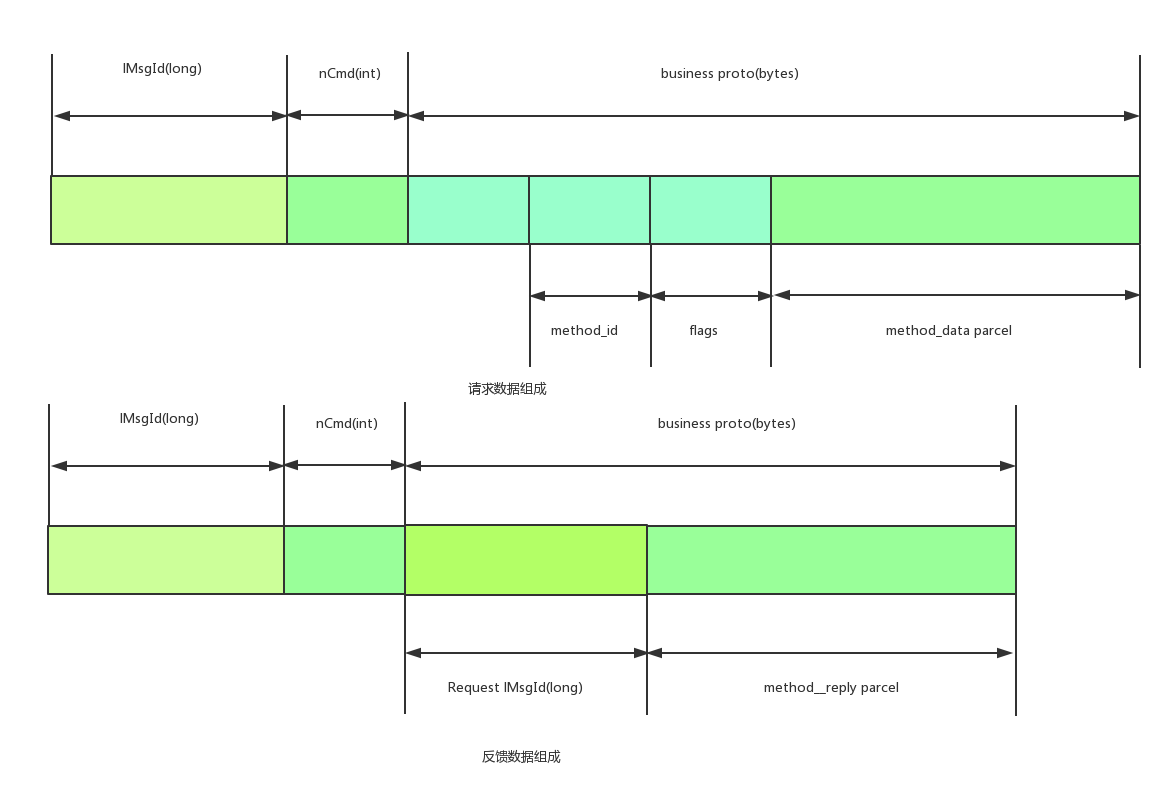 lMsgId(long)
nCmd(int)
business proto(bytes)
method_id
flags
method_data parcel
请求数据组成
lMsgId(long)
nCmd(int)
business proto(bytes)
Request lMsgId(long)
method__reply parcel
反馈数据组成